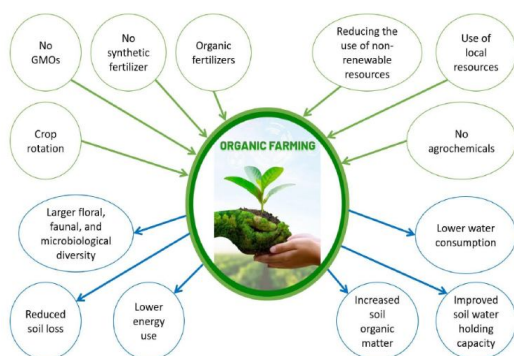 No
GMOs
No
synthetic
fertilizer
Organic
fertilizers
Reducing the
use of non-
renewable
resources
Use of
local
resources
Crop
rotation
ORGANIC FARMING
No
agrochemicals
Larger floral,
faunal, and
microbiological
diversity
Lower water
consumption
Reduced
soil loss
Lower
energy
use
Increased
soil
organic
matter
Improved
soil water
holding
capacity